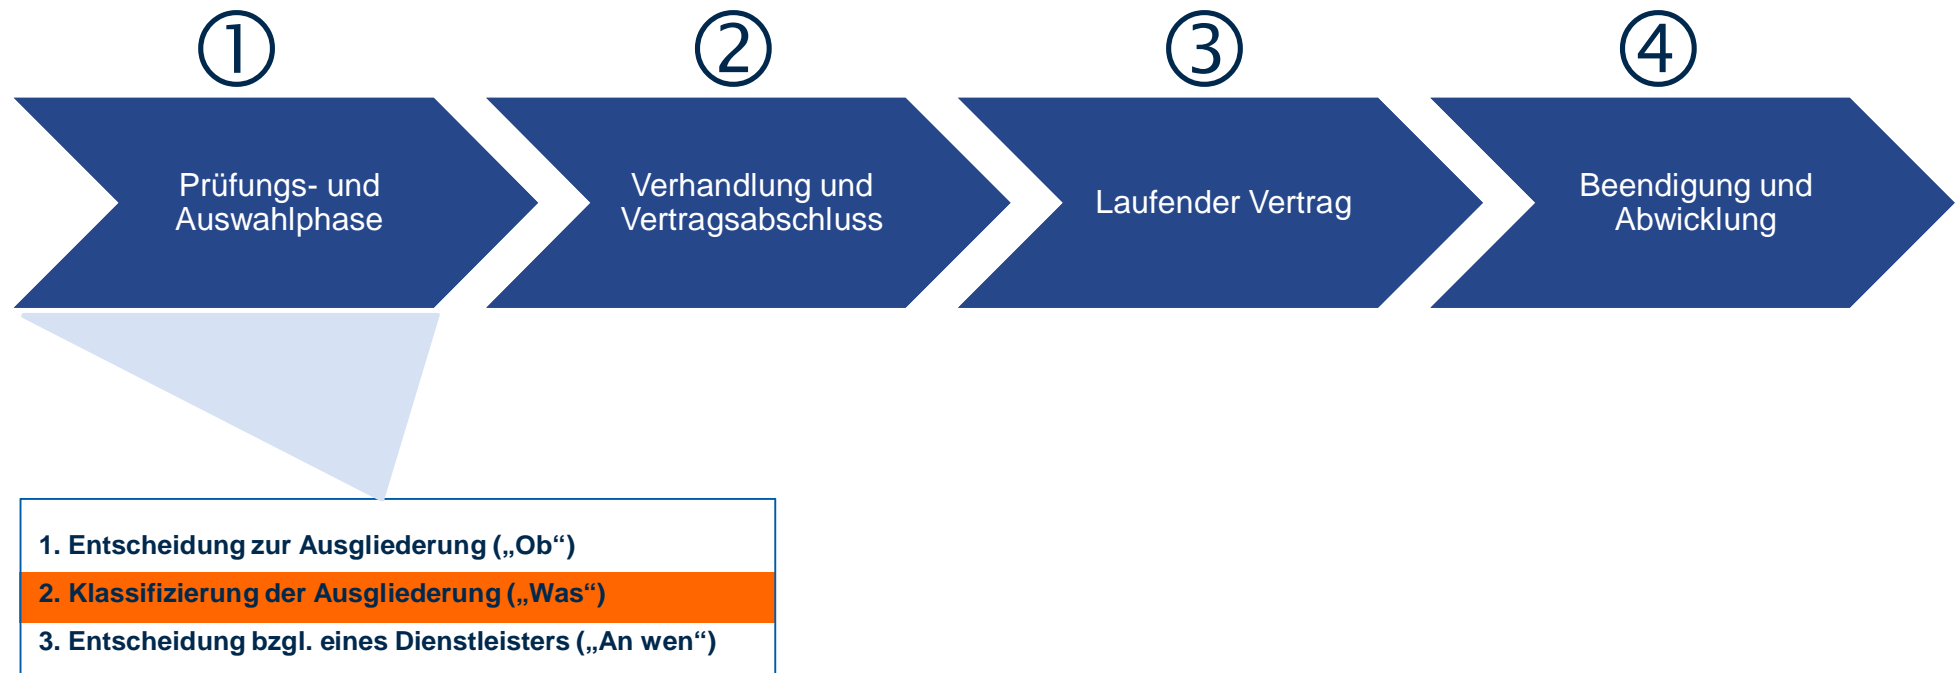 ①
②
③
④
Prüfungs- und
Auswahlphase
Verhandlung und
Vertragsabschluss
Laufender Vertrag
Beendigung und
Abwicklung
1. Entscheidung zur Ausgliederung („Ob“)
2. Klassifizierung der Ausgliederung („Was“)
3. Entscheidung bzgl. eines Dienstleisters („An wen“)